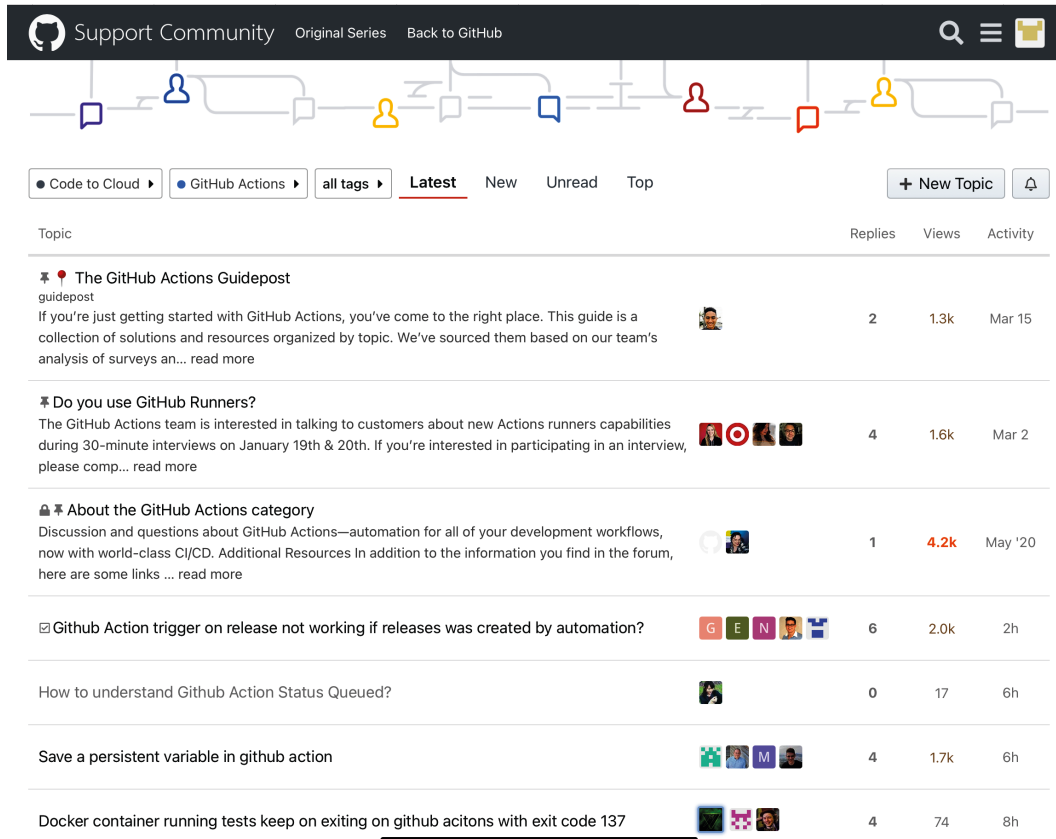 Support Community Original Series Back to GitHub
Code to Cloud GitHub Actions all tags Latest New Unread Top + New Topic
Topic Replies Views Activity
The GitHub Actions Guidepost
guidepost
If you’re just getting started with GitHub Actions, you’ve come to the right place. This guide is a
collection of solutions and resources organized by topic. We’ve sourced them based on our team’s
analysis of surveys an... read more
2 1.3k Mar 15
Do you use GitHub Runners?
The GitHub Actions team is interested in talking to customers about new Actions runners capabilities
during 30-minute interviews on January 19th & 20th. If you’re interested in participating in an interview,
please comp... read more
4 1.6k Mar 2
About the GitHub Actions category
Discussion and questions about GitHub Actions—automation for all of your development workflows,
now with world-class CI/CD. Additional Resources In addition to the information you find in the forum,
here are some links ... read more
1 4.2k May '20
Github Action trigger on release not working if releases was created by automation? G E N 6 2.0k 2h
How to understand Github Action Status Queued? 0 17 6h
Save a persistent variable in github action M 4 1.7k 6h
Docker container running tests keep on exiting on github acitons with exit code 137 4 74 8h